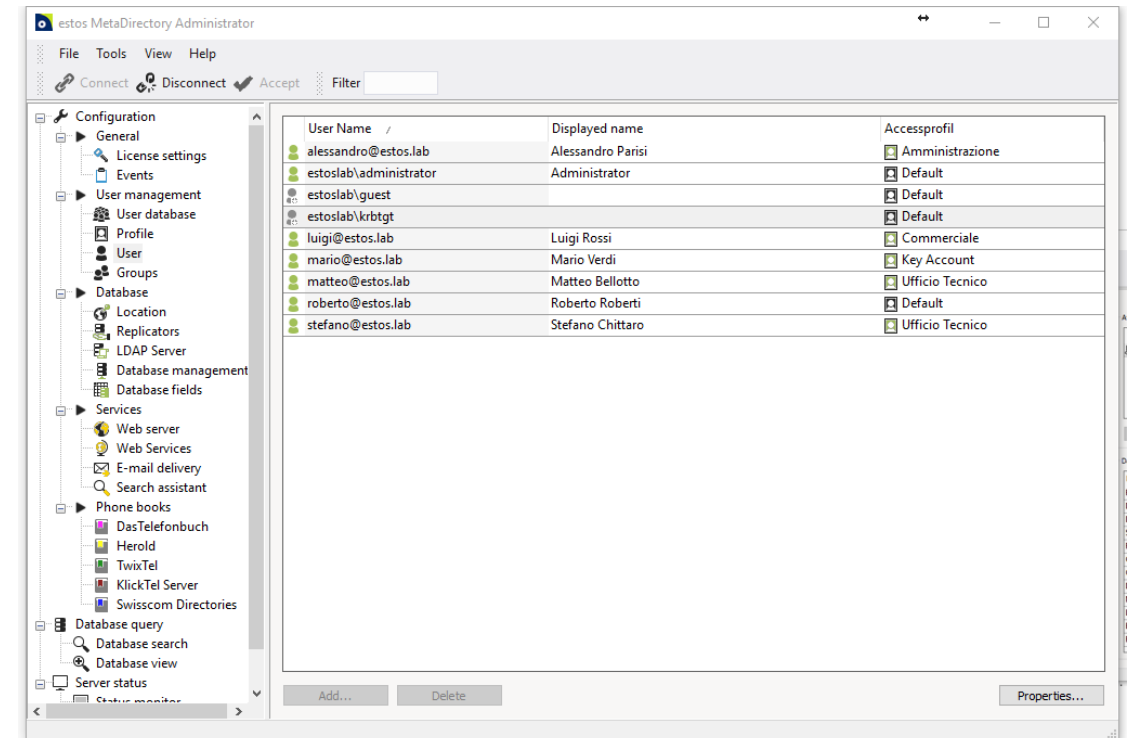 estos MetaDirectory Administrator
File Tools View Help
Connect Disconnect Accept Filter
Configuration
General
License settings
Events
User management
User database
Profile
User
Groups
Database
Location
Replicators
LDAP Server
Database management
Database fields
Services
Web server
Web Services
E-mail delivery
Search assistant
Phone books
DasTelefonbuch
Herold
TwixTel
KlickTel Server
Swisscom Directories
Database query
Database search
Database view
Server status
Status monitor
User Name Displayed name Accessprofil
alessandro@estos.lab Alessandro Parisi Amministrazione
estoslab\administrator Administrator Default
estoslab\guest Default
estoslab\krbtgt Default
luigi@estos.lab Luigi Rossi Commerciale
mario@estos.lab Mario Verdi Key Account
matteo@estos.lab Matteo Bellotto Ufficio Tecnico
roberto@estos.lab Roberto Roberti Default
stefano@estos.lab Stefano Chittaro Ufficio Tecnico
Add... Delete Properties...